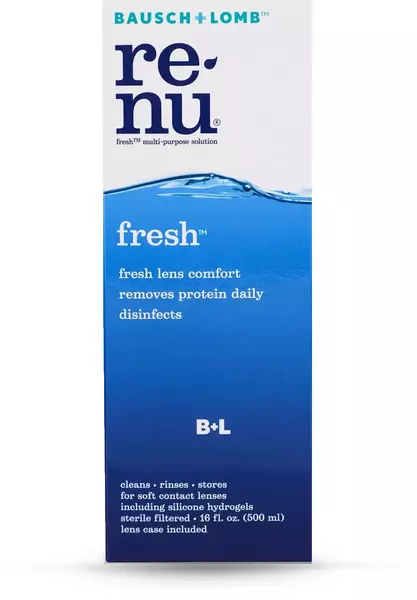 BAUSCH + LOMB™
re·
nu®
fresh™ multi-purpose solution
fresh™
fresh lens comfort
removes protein daily
disinfects
B+L
cleans • rinses • stores
for soft contact lenses
including silicone hydrogels
sterile filtered • 16 fl. oz. (500 ml)
lens case included